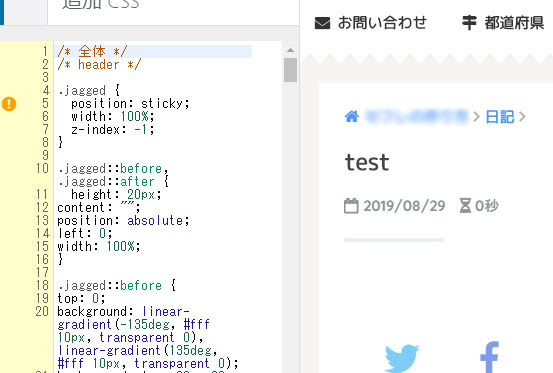 追加 CSS
1 /* 全体 */
2 /* header */
3
4 .jagged {
5 position: sticky;
6 width: 100%;
7 z-index: -1;
8 }
9
10 .jagged::before,
.jagged::after {
11 height: 20px;
12 content: "";
13 position: absolute;
14 left: 0;
15 width: 100%;
16 }
17
18 .jagged::before {
19 top: 0;
20 background: linear-
gradient(-135deg, #fff
10px, transparent 0),
linear-gradient(135deg,
#fff 10px, transparent 0);
お問い合わせ 都道府県
> 日記 >
test
2019/08/29 0秒